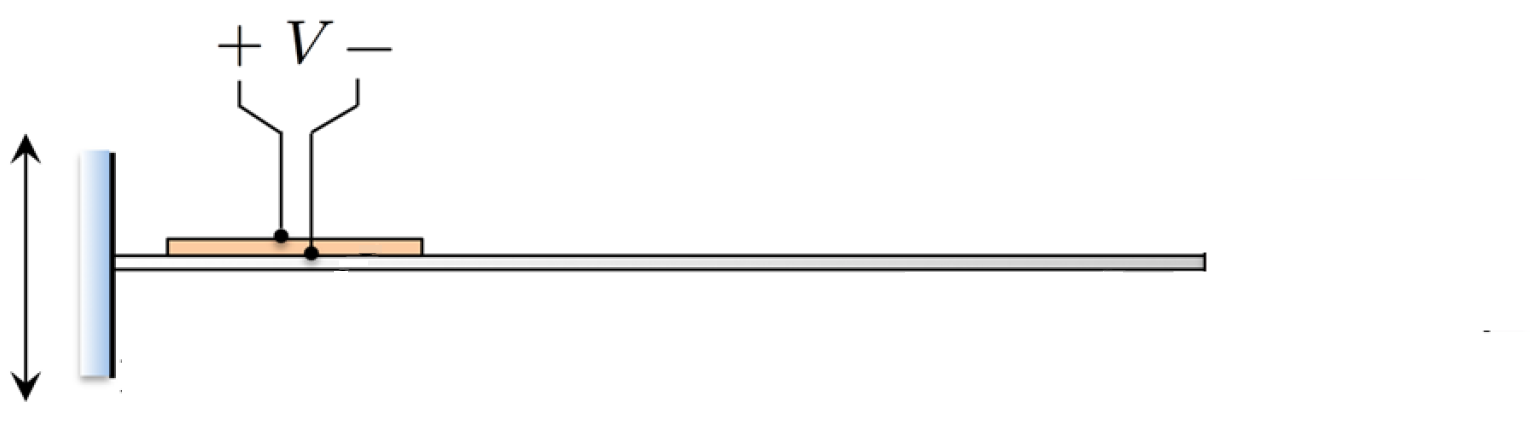 + V −